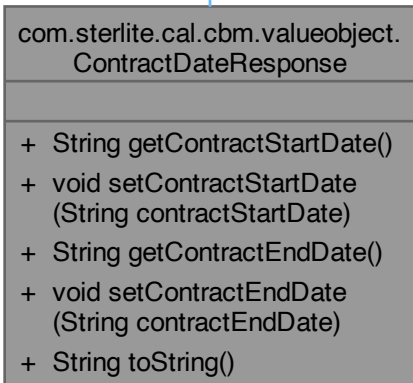 com.sterlite.cal.cbm.valueobject.
ContractDateResponse
+ String getContractStartDate()
+ void setContractStartDate
(String contractStartDate)
+ String getContractEndDate()
+ void setContractEndDate
(String contractEndDate)
+ String toString()